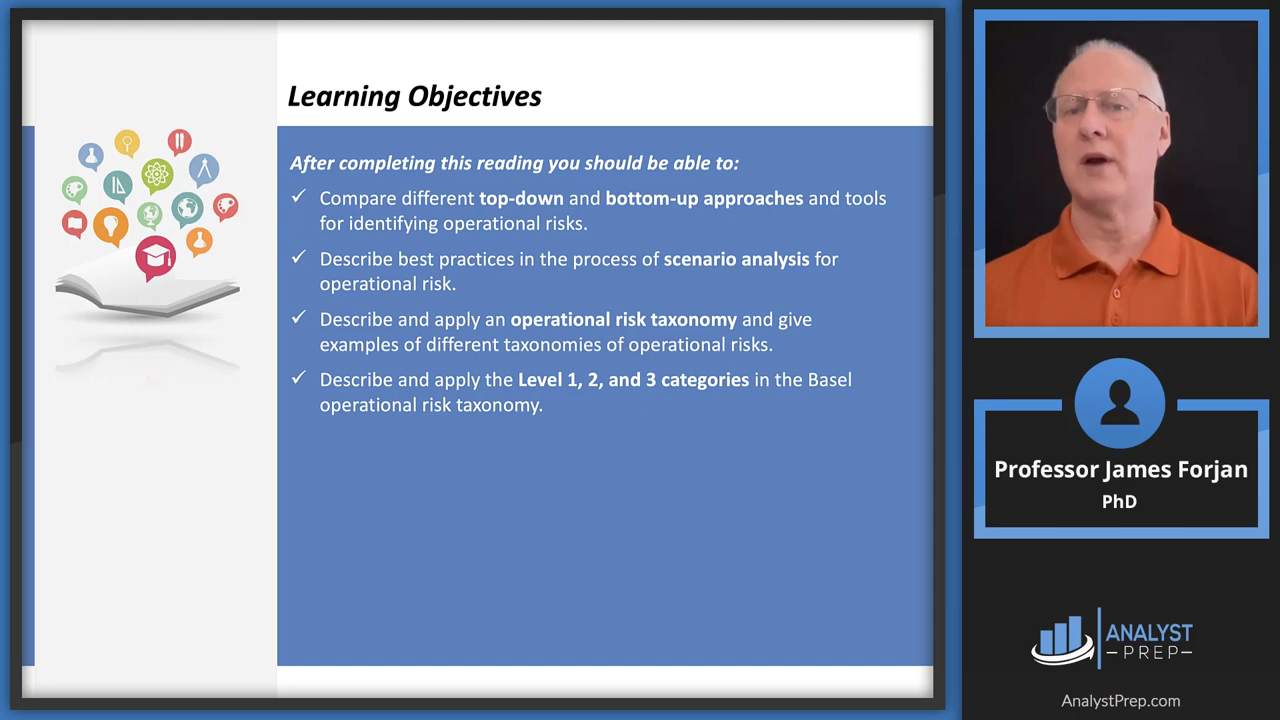 Learning Objectives
After completing this reading you should be able to:
✓ Compare different top-down and bottom-up approaches and tools
for identifying operational risks.
✓ Describe best practices in the process of scenario analysis for
operational risk.
✓ Describe and apply an operational risk taxonomy and give
examples of different taxonomies of operational risks.
✓ Describe and apply the Level 1, 2, and 3 categories in the Basel
operational risk taxonomy.
Professor James Forjan
PhD
ANALYST
–PREP–
AnalystPrep.com